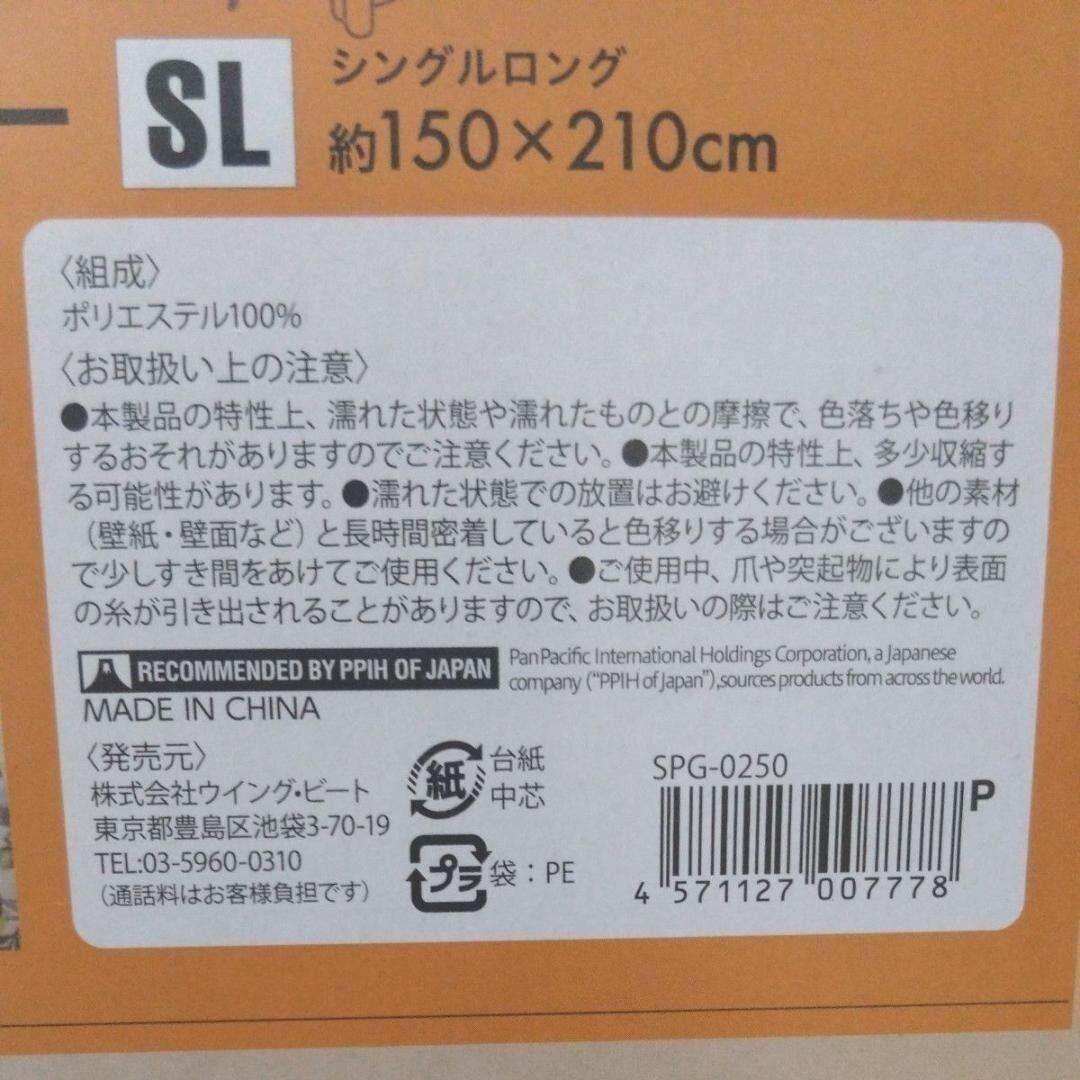 SL
シングルロング
約150×210cm
〈組成〉
ポリエステル100%
〈お取扱い上の注意〉
●本製品の特性上、濡れた状態や濡れたものとの摩擦で、色落ちや色移り
するおそれがありますのでご注意ください。●本製品の特性上、多少収縮す
る可能性があります。●濡れた状態での放置はお避けください。●他の素材
（壁紙・壁面など）と長時間密着していると色移りする場合がございますの
で少しすき間をあけてご使用ください。●ご使用中、爪や突起物により表面
の糸が引き出されることがありますので、お取扱いの際はご注意ください。
RECOMMENDED BY PPIH OF JAPAN
Pan Pacific International Holdings Corporation, a Japanese
company ("PPIH of Japan"),sources products from across the world.
MADE IN CHINA
〈発売元〉
株式会社ウイング・ビート
東京都豊島区池袋3-70-19
TEL:03-5960-0310
（通話料はお客様負担です）
紙
台紙
中芯
プラ
袋：PE
SPG-0250
P
4 571127 007778